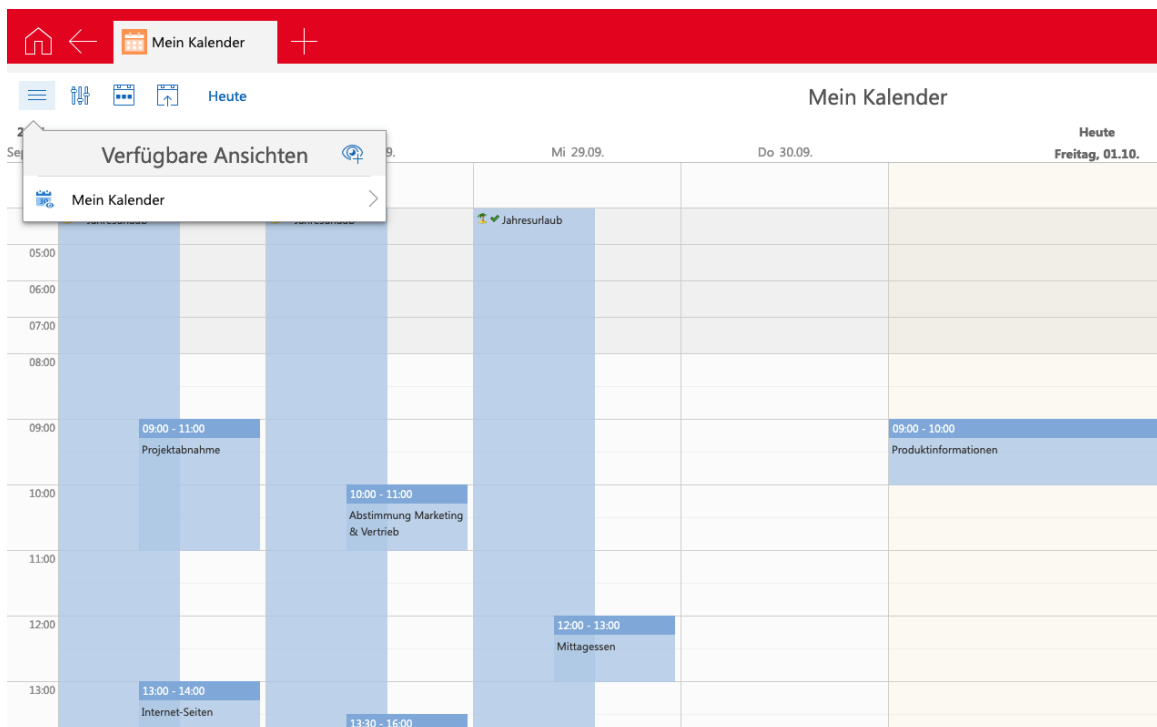 Mein Kalender
Heute
Mein Kalender
Heute
Mi 29.09.
Do 30.09.
Freitag, 01.10.
Verfügbare Ansichten
9.
Mein Kalender
Jahresurlaub
Jahresurlaub
Jahresurlaub
05:00
06:00
07:00
08:00
09:00
09:00 - 11:00
Projektabnahme
09:00 - 10:00
Produktinformationen
10:00
10:00 - 11:00
Abstimmung Marketing
& Vertrieb
11:00
12:00
12:00 - 13:00
Mittagessen
13:00
13:00 - 14:00
Internet-Seiten
13:30 - 16:00